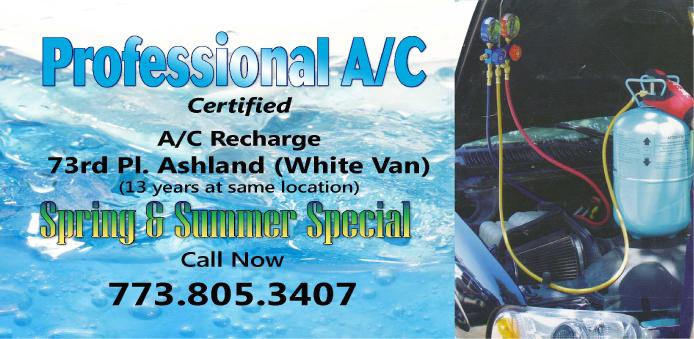 Professional A/C
Certified
A/C Recharge
73rd Pl. Ashland (White Van)
(13 years at same location)
Spring & Summer Special
Call Now
773.805.3407